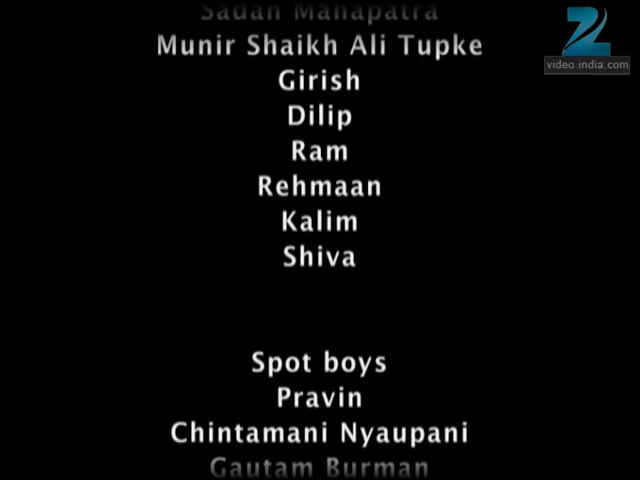 Sadan Mahapatra
Munir Shaikh Ali Tupke
Girish
Dilip
Ram
Rehmaan
Kalim
Shiva
Spot boys
Pravin
Chintamani Nyaupani
Gautam Burman
Z
video.india.com